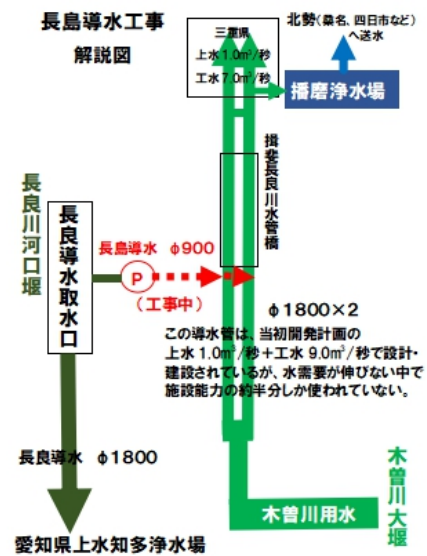 長島導水工事
解説図
三重県
上水1.0㎥/秒
工水7.0㎥/秒
北勢（桑名、四日市など）
へ送水
播磨浄水場
揖斐長良川水管橋
長良川河口堰
長良導水取水口
長島導水 φ900
P
（工事中）
φ1800×2
この導水管は、当初開発計画の
上水1.0㎥/秒＋工水9.0㎥/秒で設計・
建設されているが、水需要が伸びない中で
施設能力の約半分しか使われていない。
長良導水 φ1800
愛知県上水知多浄水場
木曽川用水
木曽川大堰